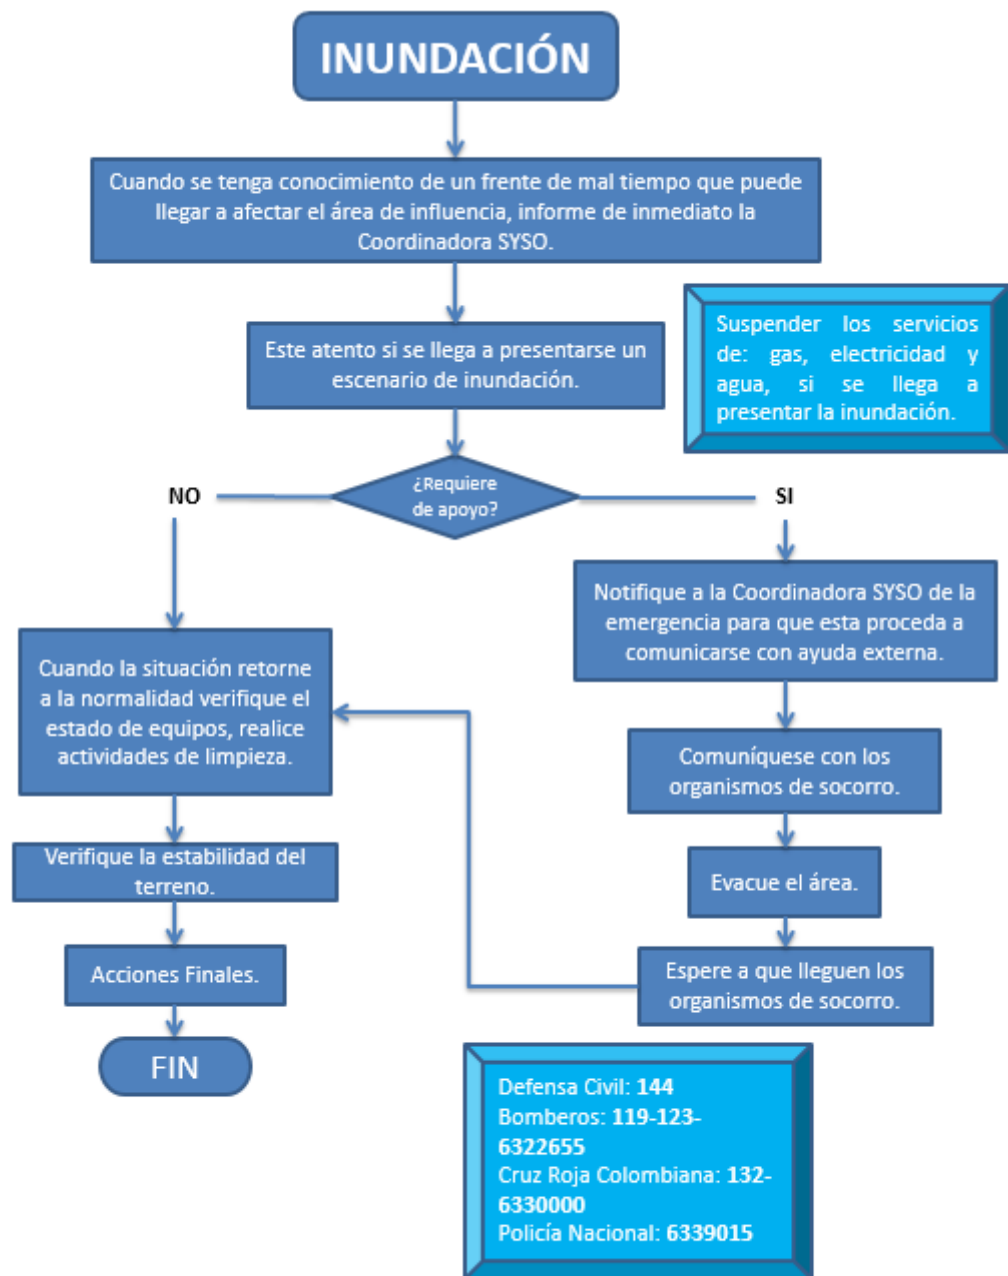 INUNDACIÓN
Cuando se tenga conocimiento de un frente de mal tiempo que puede
llegar a afectar el área de influencia, informe de inmediato la
Coordinadora SYSO.
Este atento si se llega a presentarse un
escenario de inundación.
Suspender los servicios
de: gas, electricidad y
agua, si se llega a
presentar la inundación.
¿Requiere
de apoyo?
NO
SI
Notifique a la Coordinadora SYSO de la
emergencia para que esta proceda a
comunicarse con ayuda externa.
Cuando la situación retorne
a la normalidad verifique el
estado de equipos, realice
actividades de limpieza.
Comuníquese con los
organismos de socorro.
Verifique la estabilidad del
terreno.
Evacue el área.
Acciones Finales.
Espere a que lleguen los
organismos de socorro.
FIN
Defensa Civil: 144
Bomberos: 119-123-
6322655
Cruz Roja Colombiana: 132-
6330000
Policía Nacional: 6339015